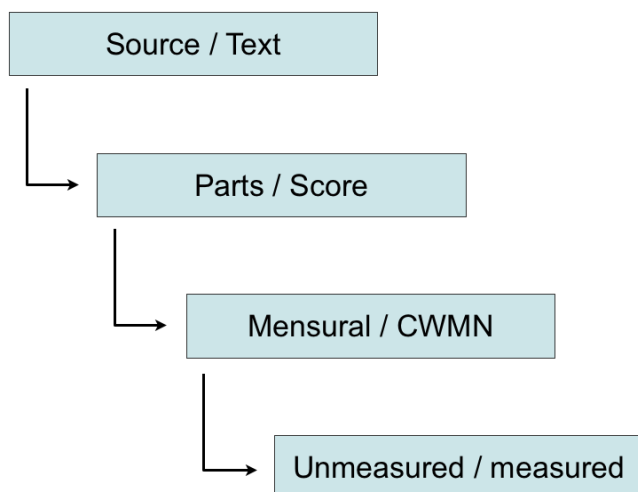 Source / Text
Parts / Score
Mensural / CWMN
Unmeasured / measured